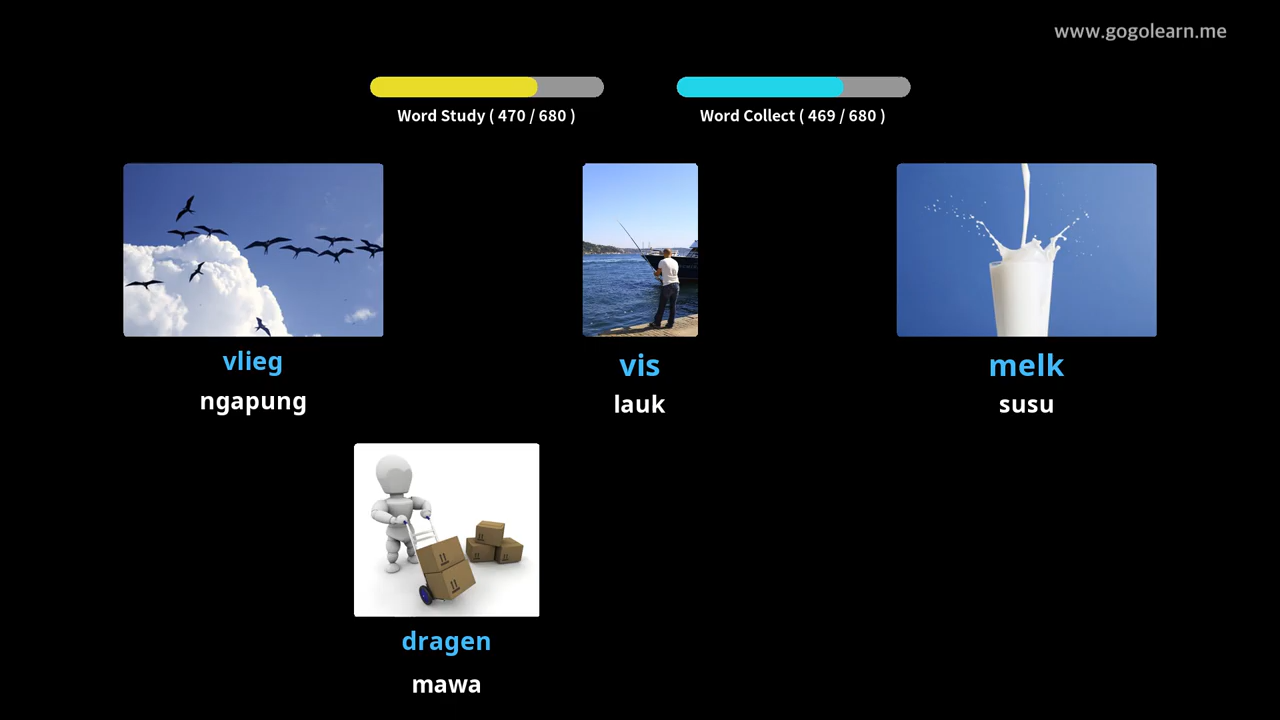 www.gogolearn.me
Word Study ( 470 / 680 )
Word Collect ( 469 / 680 )
vlieg
ngapung
vis
lauk
melk
susu
dragen
mawa